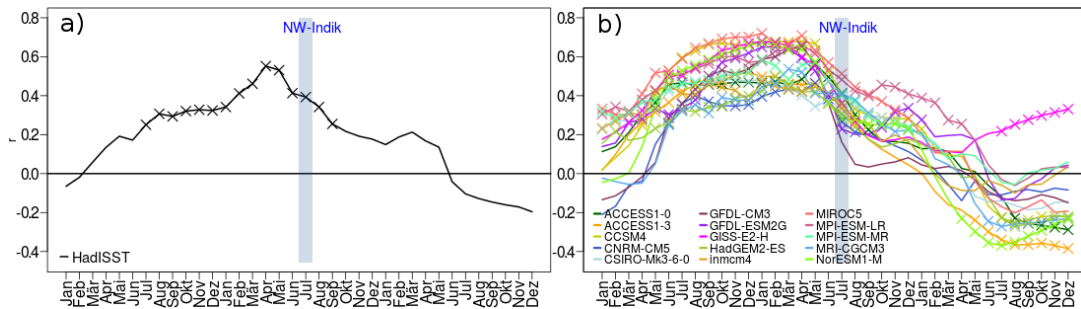 a)
NW-Indik
0.8
0.6
0.4
0.2
0.0
-0.2
-0.4
r
HadISST
Jan Feb Mär Apr Mai Jun Jul Aug Sep Okt Nov Dez Jan Feb Mär Apr Mai Jun Jul Aug Sep Okt Nov Dez Jan Feb Mär Apr Mai Jun Jul Aug Sep Okt Nov Dez
b)
NW-Indik
0.8
0.6
0.4
0.2
0.0
-0.2
-0.4
ACCESS1-0 GFDL-CM3 MIROC5
ACCESS1-3 GFDL-ESM2G MPI-ESM-LR
CCSM4 GISS-E2-H MPI-ESM-MR
CNRM-CM5 HadGEM2-ES MRI-CGCM3
CSIRO-Mk3-6-0 inmcm4 NorESM1-M
Jan Feb Mär Apr Mai Jun Jul Aug Sep Okt Nov Dez Jan Feb Mär Apr Mai Jun Jul Aug Sep Okt Nov Dez Jan Feb Mär Apr Mai Jun Jul Aug Sep Okt Nov Dez